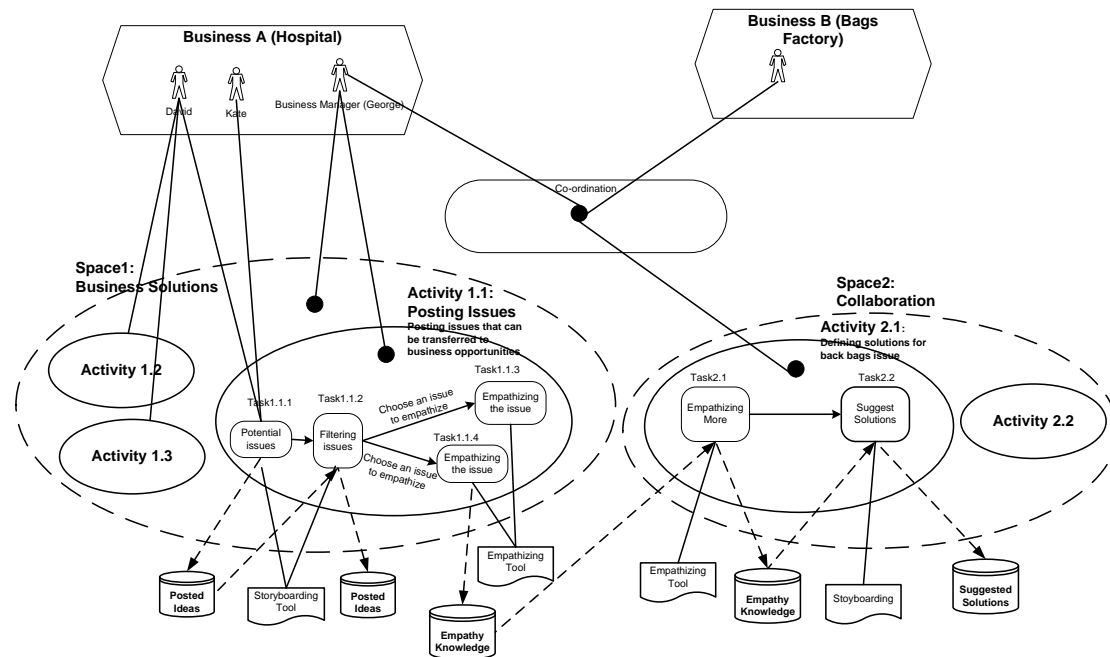 Business A (Hospital)
David
Kate
Business Manager (George)
Business B (Bags
Factory)
Co-ordination
Space1:
Business Solutions
Activity 1.1:
Posting Issues
Posting issues that can
be transferred to
business opportunities
Space2:
Collaboration
Activity 2.1:
Defining solutions for
back bags issue
Activity 1.2
Activity 1.3
Task1.1.1
Potential
issues
Task1.1.2
Filtering
issues
Choose an issue
to empathize
Choose an issue
to empathize
Task1.1.3
Empathizing
the issue
Task1.1.4
Empathizing
the issue
Task2.1
Empathizing
More
Task2.2
Suggest
Solutions
Activity 2.2
Posted
Ideas
Storyboarding
Tool
Posted
Ideas
Empathy
Knowledge
Empathizing
Tool
Empathizing
Tool
Empathy
Knowledge
Stoyboarding
Suggested
Solutions